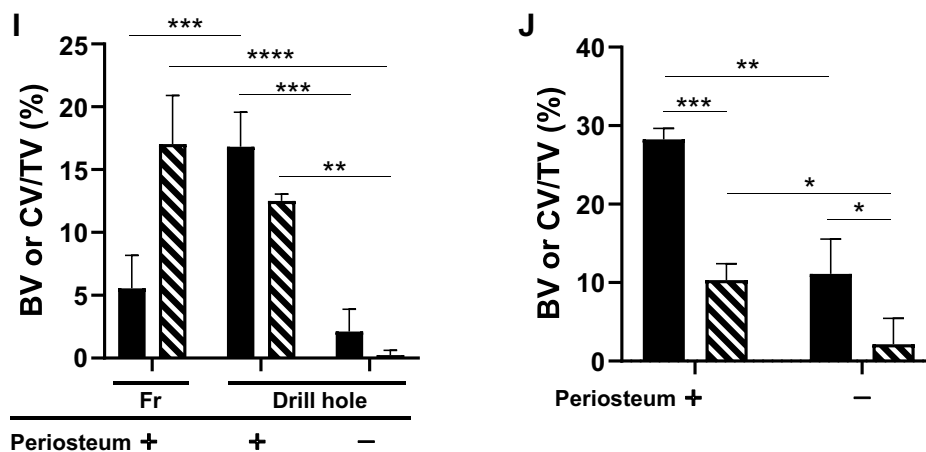 I
BV or CV/TV (%)
25
20
15
10
5
0
***
****
***
**
Fr
Drill hole
Periosteum + + −
J
BV or CV/TV (%)
40
30
20
10
0
**
***
*
*
Periosteum + −